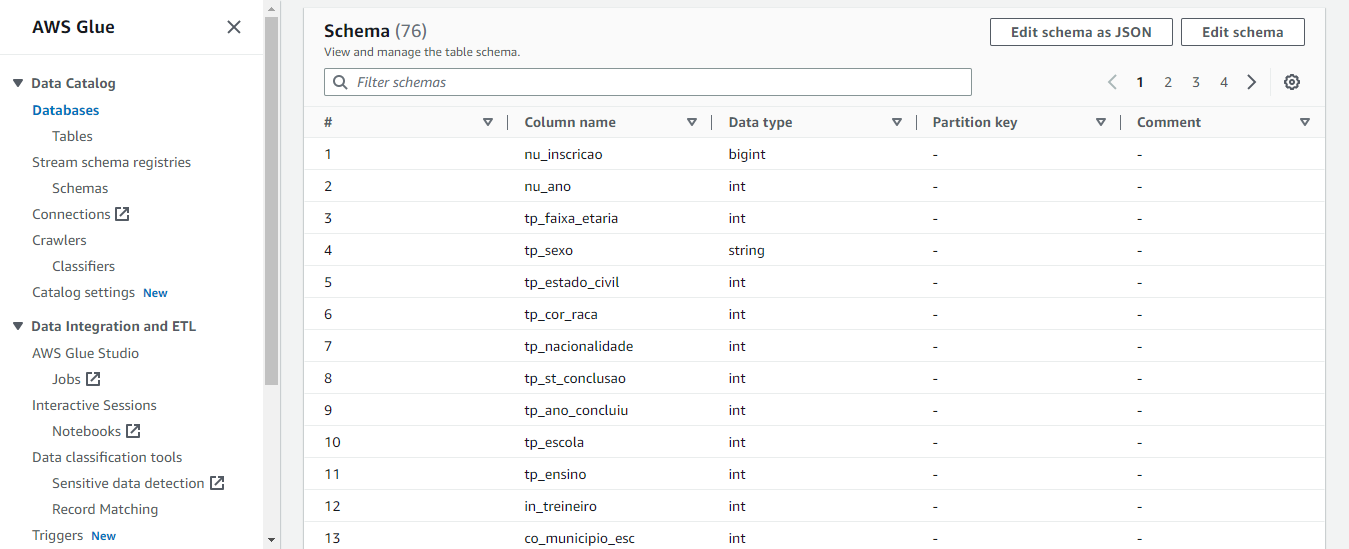 AWS Glue
Data Catalog
Databases
Tables
Stream schema registries
Schemas
Connections
Crawlers
Classifiers
Catalog settings New
Data Integration and ETL
AWS Glue Studio
Jobs
Interactive Sessions
Notebooks
Data classification tools
Sensitive data detection
Record Matching
Triggers New
Schema (76)
View and manage the table schema.
Edit schema as JSON
Edit schema
Filter schemas
1 2 3 4
# Column name Data type Partition key Comment
1 nu_inscricao bigint - -
2 nu_ano int - -
3 tp_faixa_etaria int - -
4 tp_sexo string - -
5 tp_estado_civil int - -
6 tp_cor_raca int - -
7 tp_nacionalidade int - -
8 tp_st_conclusao int - -
9 tp_ano_concluiu int - -
10 tp_escola int - -
11 tp_ensino int - -
12 in_treineiro int - -
13 co_municipio_esc int - -